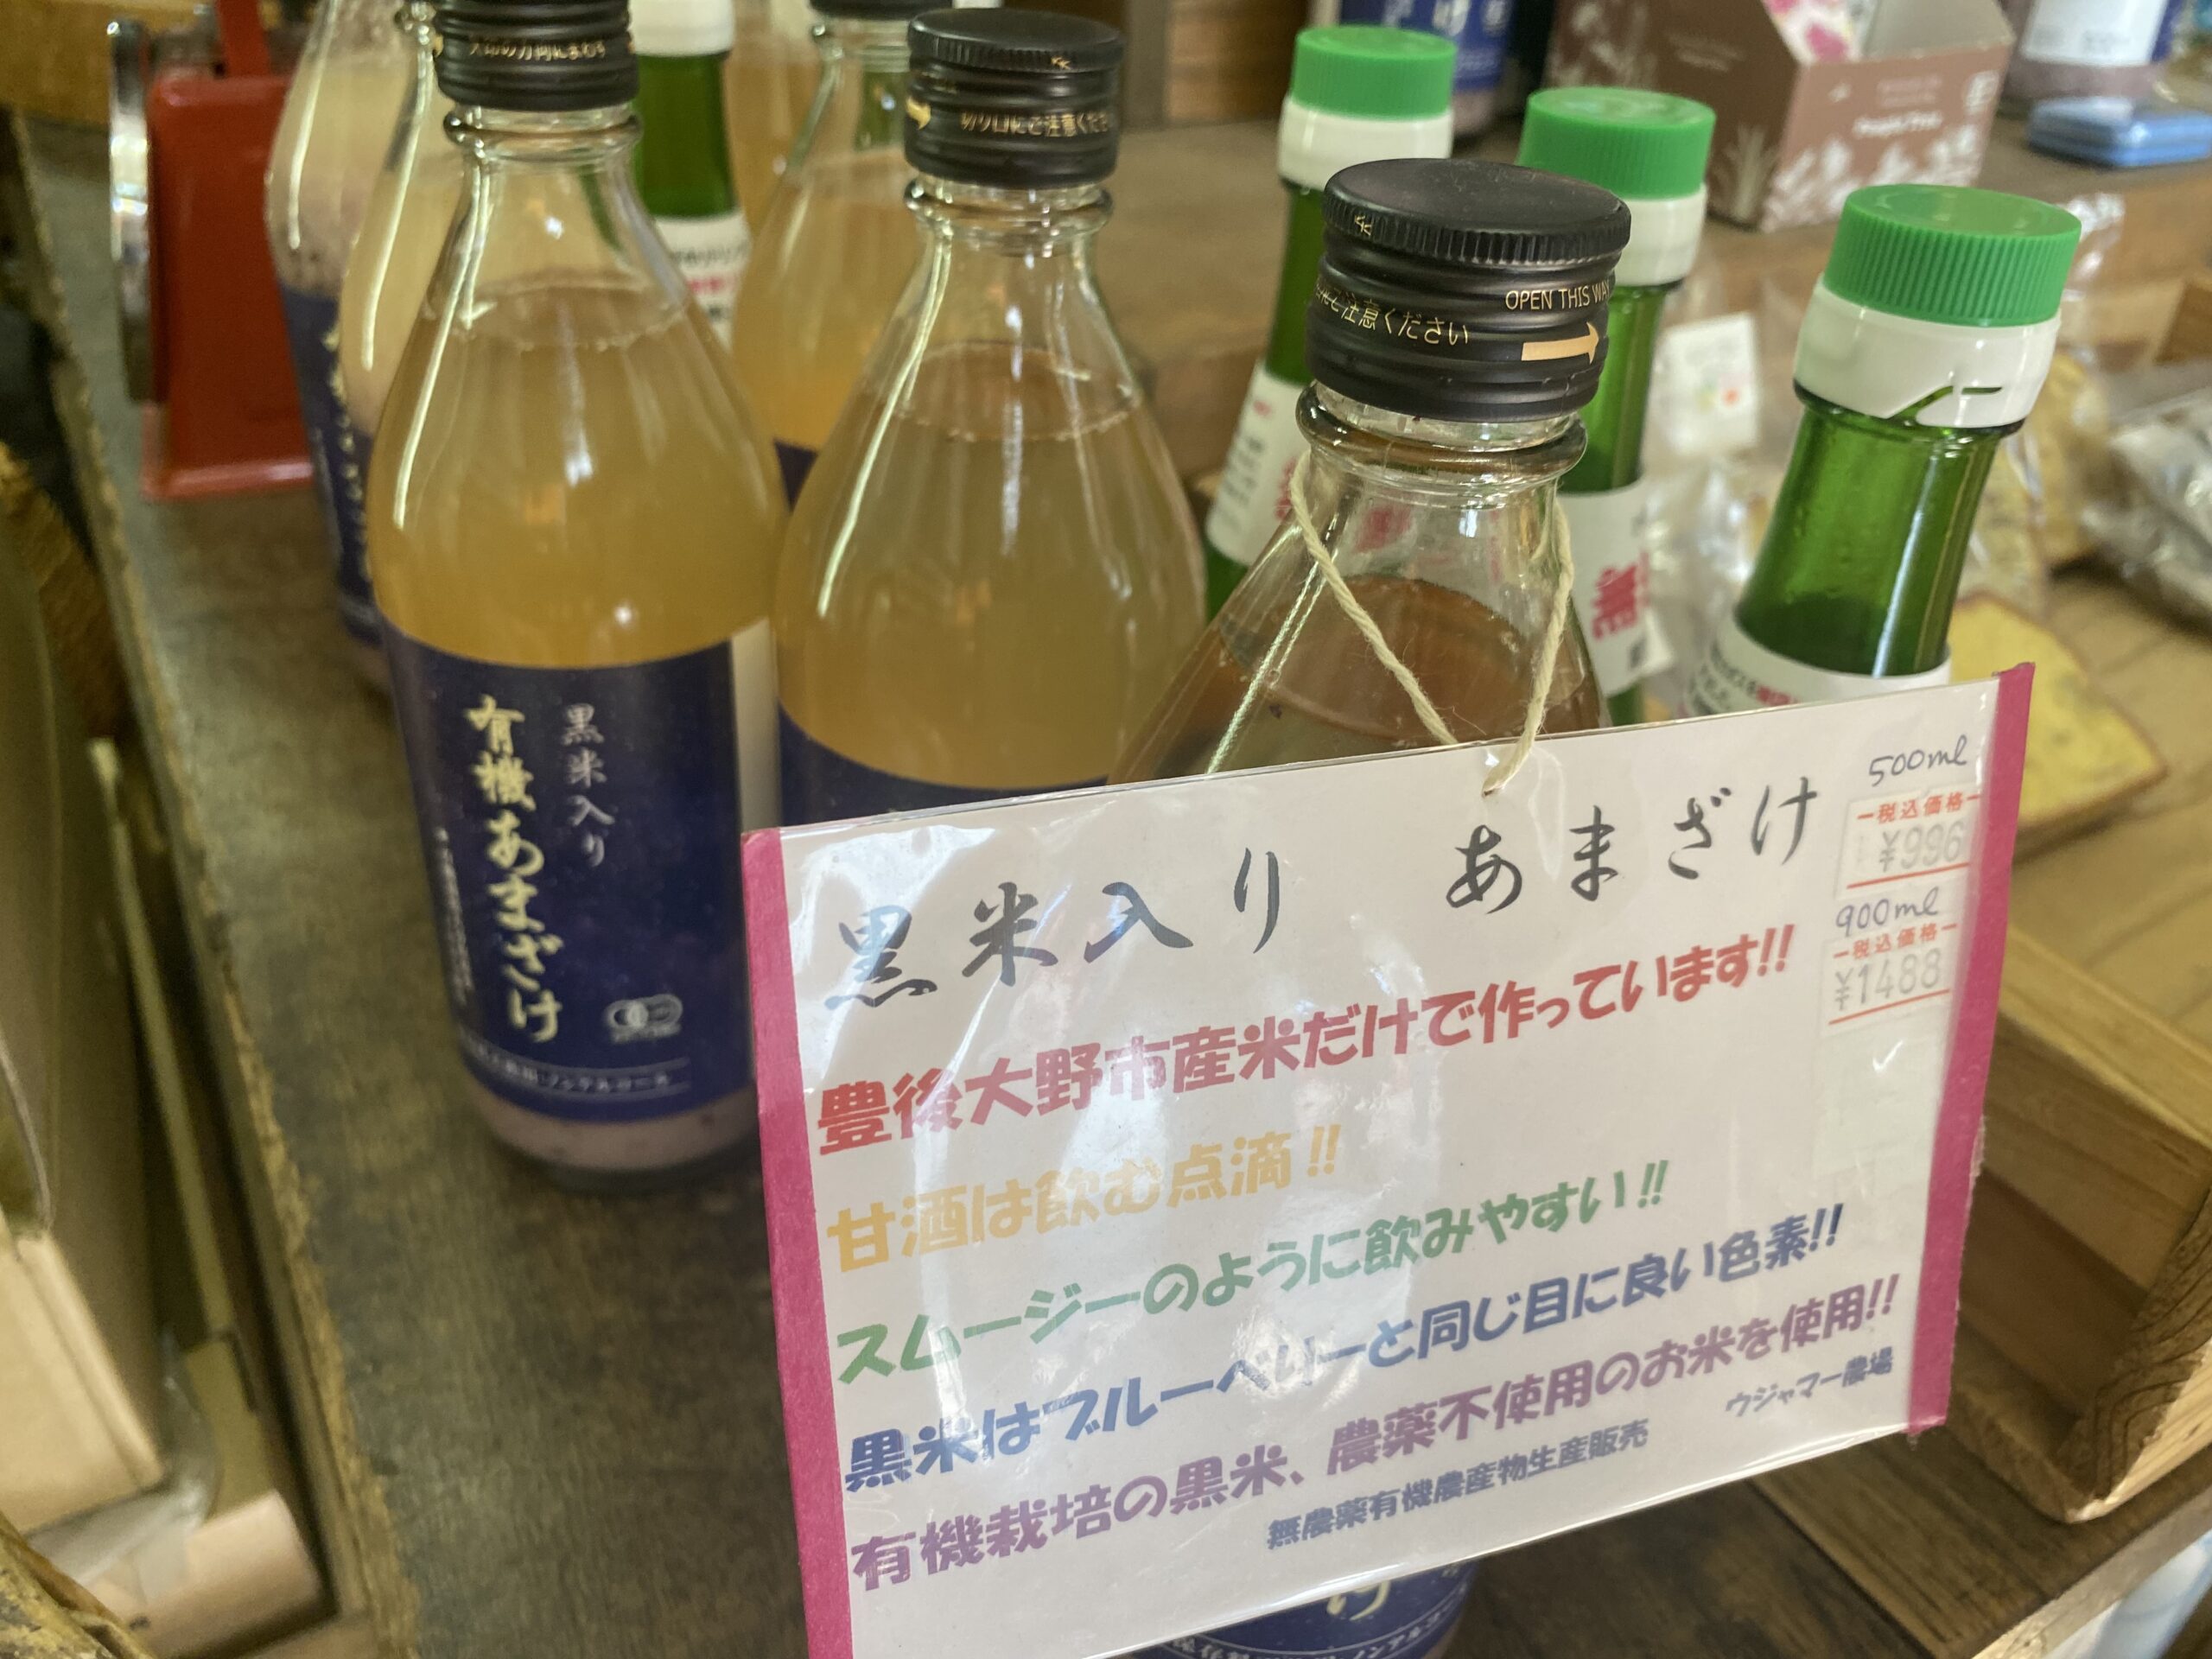 切り口にご注意くださ
OPEN THIS WAY
ご注意ください
黒米入り
有機あまざけ
黒米入り あまざけ
500ml
税込価格
¥996
900ml
税込価格
¥1488
豊後大野市産米だけで作っています!!
甘酒は飲む点滴!!
スムージーのように飲みやすい!!
黒米はブルーベリーと同じ目に良い色素!!
有機栽培の黒米、農薬不使用のお米を使用!!
無農薬有機農産物生産販売 ウジャマー農場